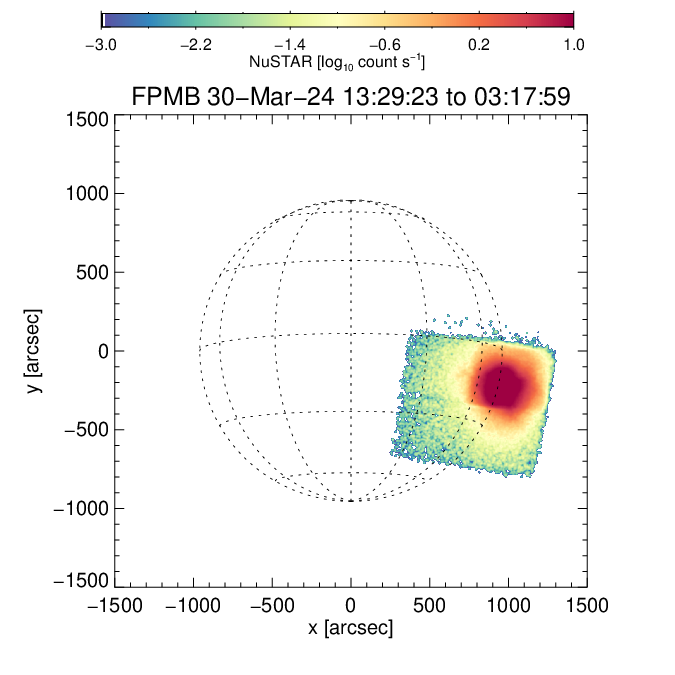 −3.0 −2.2 −1.4 −0.6 0.2 1.0
NuSTAR [log₁₀ count s⁻¹]
FPMB 30−Mar−24 13:29:23 to 03:17:59
1500
1000
500
0
−500
−1000
−1500
y [arcsec]
−1500 −1000 −500 0 500 1000 1500
x [arcsec]